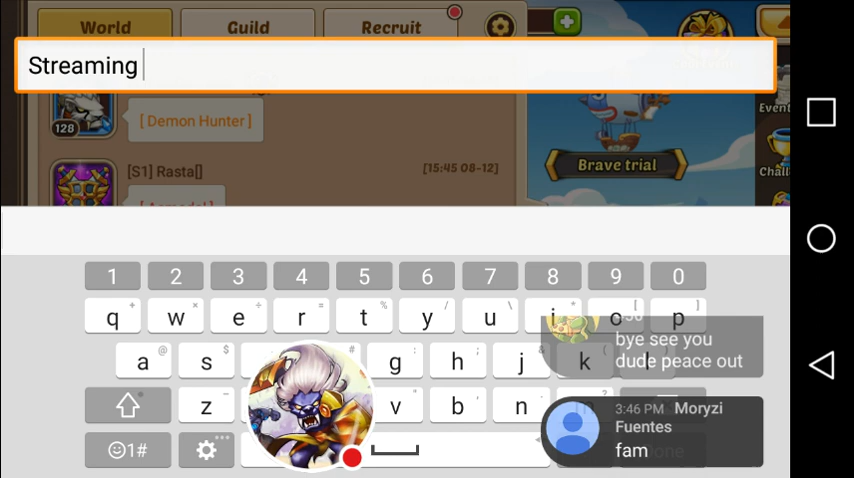 World
Guild
Recruit
Streaming
Event
128
[ Demon Hunter ]
Brave trial
[S1] Rasta[]
[15:45 08-12]
1 2 3 4 5 6 7 8 9 0
q w e r t y u i o p
bye see you
dude peace out
a s g h j k l
3:46 PM Moryzi
Fuentes
fam
z v b n m
☺1#
Done